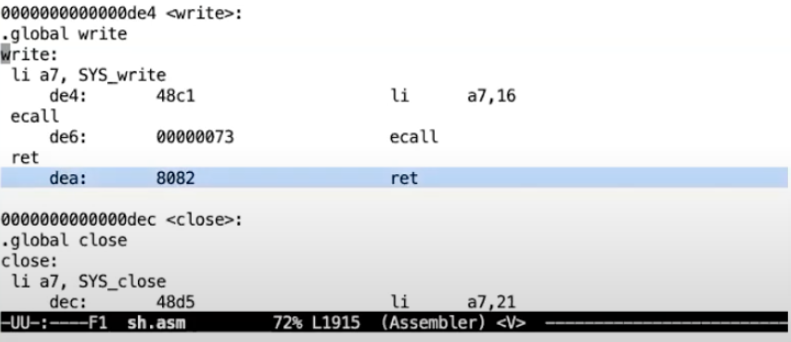 0000000000000de4 <write>:
.global write
write:
 li a7, SYS_write
     de4:	48c1                	li	a7,16
 ecall
     de6:	00000073          	ecall
 ret
     dea:	8082                	ret

0000000000000dec <close>:
.global close
close:
 li a7, SYS_close
     dec:	48d5                	li	a7,21
-UU-:----F1  sh.asm         72% L1915  (Assembler) <V>  -------------------------